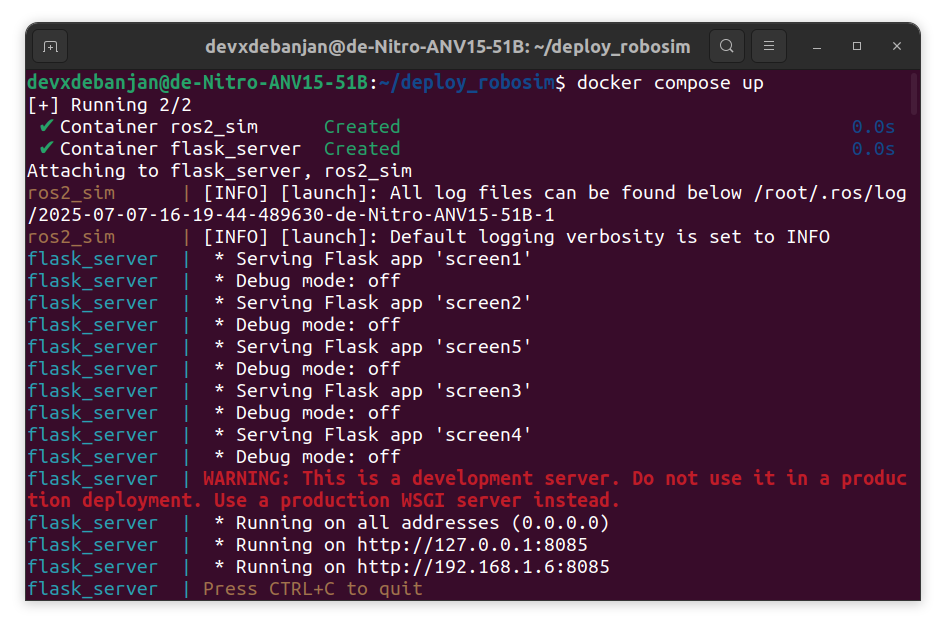 devxdebanjan@de-Nitro-ANV15-51B: ~/deploy_robosim
devxdebanjan@de-Nitro-ANV15-51B:~/deploy_robosim$ docker compose up
[+] Running 2/2
✔ Container ros2_sim Created 0.0s
✔ Container flask_server Created 0.0s
Attaching to flask_server, ros2_sim
ros2_sim | [INFO] [launch]: All log files can be found below /root/.ros/log
/2025-07-07-16-19-44-489630-de-Nitro-ANV15-51B-1
ros2_sim | [INFO] [launch]: Default logging verbosity is set to INFO
flask_server | * Serving Flask app 'screen1'
flask_server | * Debug mode: off
flask_server | * Serving Flask app 'screen2'
flask_server | * Debug mode: off
flask_server | * Serving Flask app 'screen5'
flask_server | * Debug mode: off
flask_server | * Serving Flask app 'screen3'
flask_server | * Debug mode: off
flask_server | * Serving Flask app 'screen4'
flask_server | * Debug mode: off
flask_server | WARNING: This is a development server. Do not use it in a produc
tion deployment. Use a production WSGI server instead.
flask_server | * Running on all addresses (0.0.0.0)
flask_server | * Running on http://127.0.0.1:8085
flask_server | * Running on http://192.168.1.6:8085
flask_server | Press CTRL+C to quit